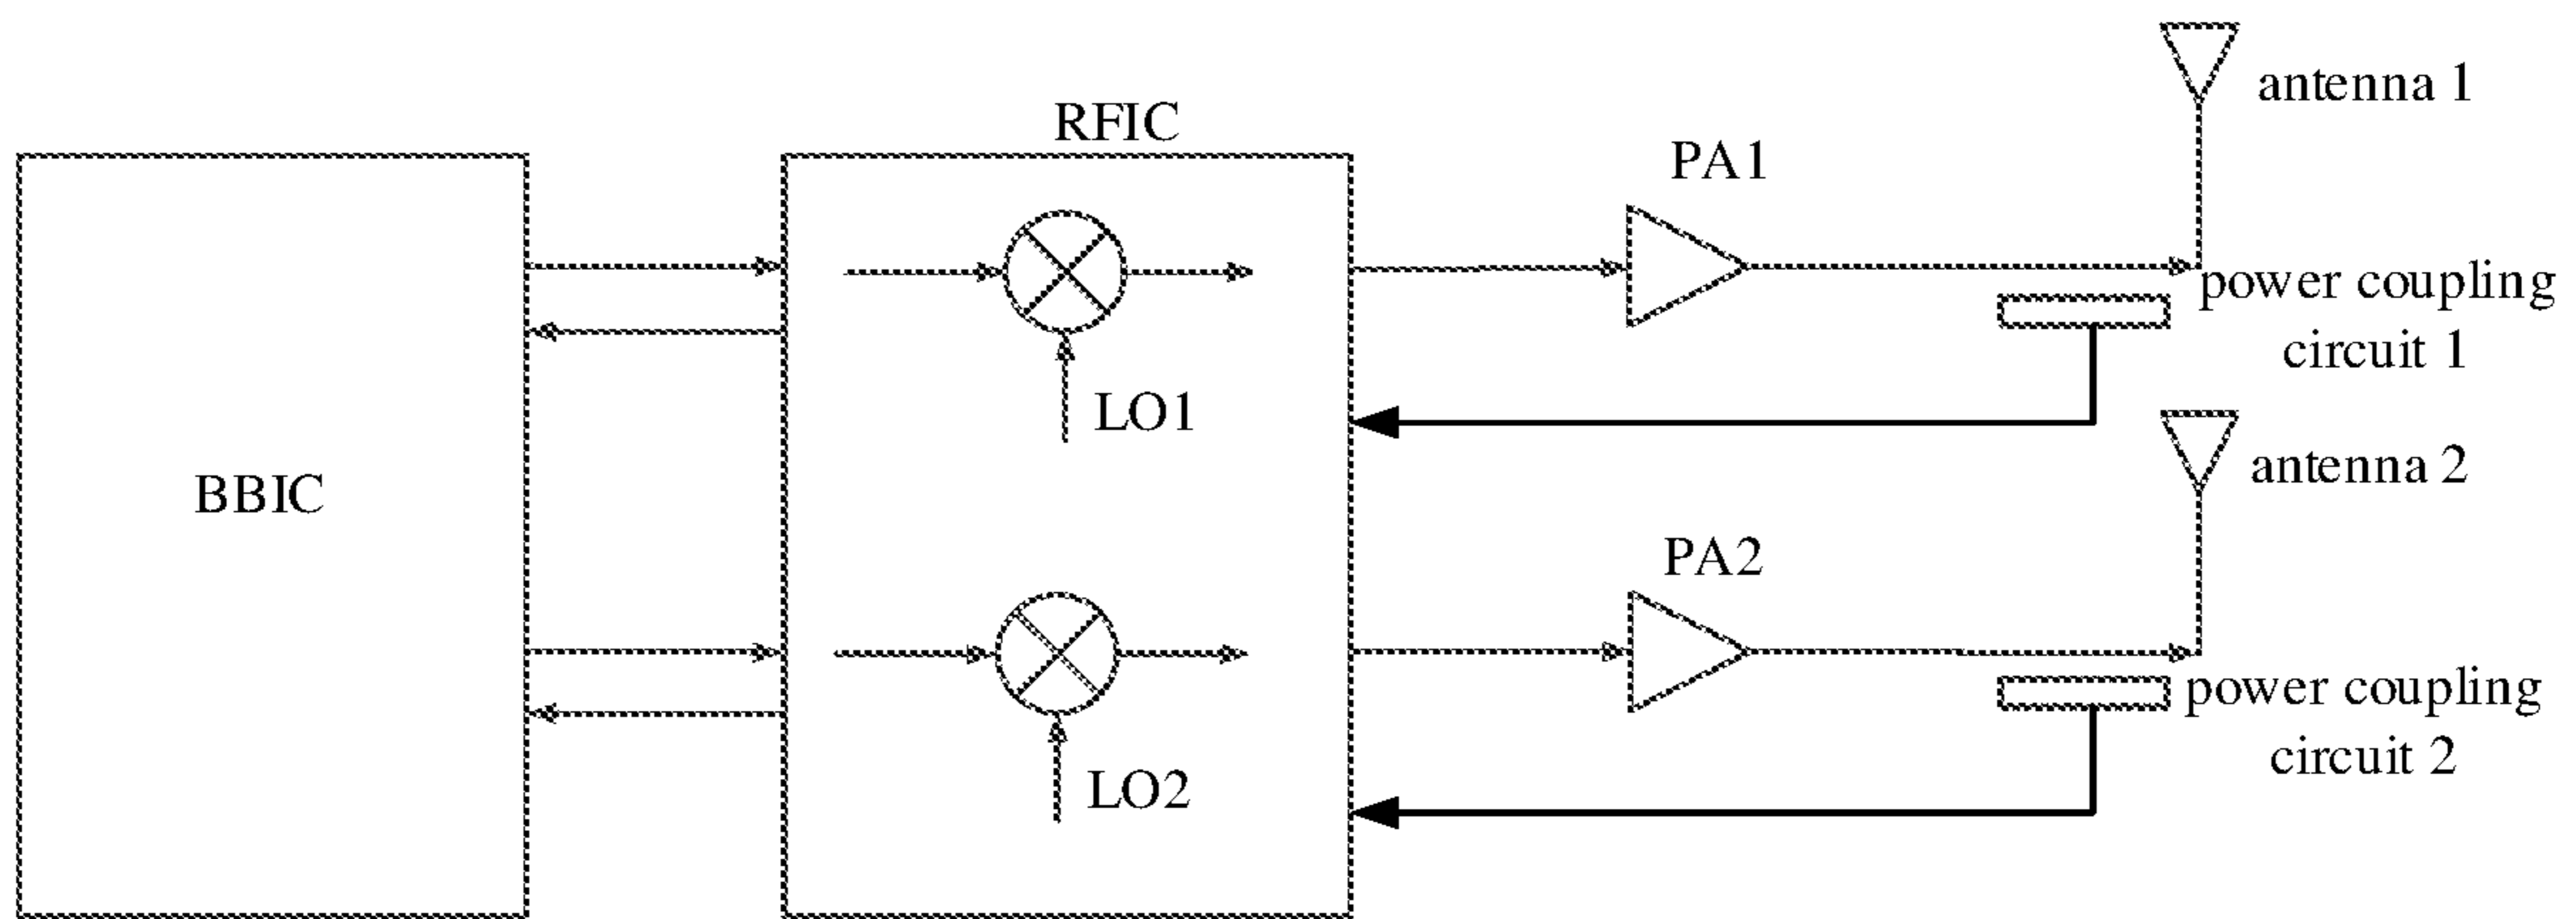 antenna 1
RFIC
PA1
power coupling
circuit 1
LO1
antenna 2
BBIC
PA2
power coupling
circuit 2
LO2